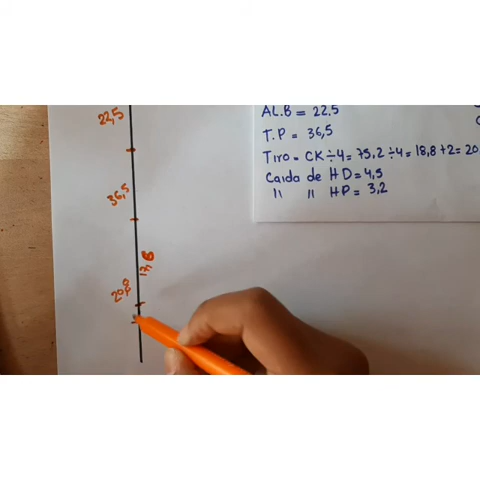 22,5
36,5
17,8
20,8
AL.B = 22,5
T.P = 36,5
Tiro = CK ÷ 4 = 75,2 ÷ 4 = 18,8 + 2 = 20
Caida de HD = 4,5
" " HP = 3,2